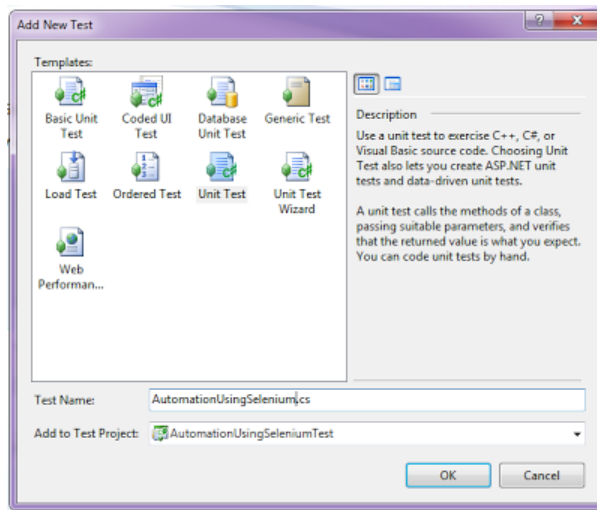 Add New Test
Templates:
Basic Unit
Test
Coded UI
Test
Database
Unit Test
Generic Test
Load Test
Ordered Test
Unit Test
Unit Test
Wizard
Web
Performan...
Description
Use a unit test to exercise C++, C#, or
Visual Basic source code. Choosing Unit
Test also lets you create ASP.NET unit
tests and data-driven unit tests.
A unit test calls the methods of a class,
passing suitable parameters, and verifies
that the returned value is what you expect.
You can code unit tests by hand.
Test Name:
AutomationUsingSelenium.cs
Add to Test Project:
AutomationUsingSeleniumTest
OK
Cancel